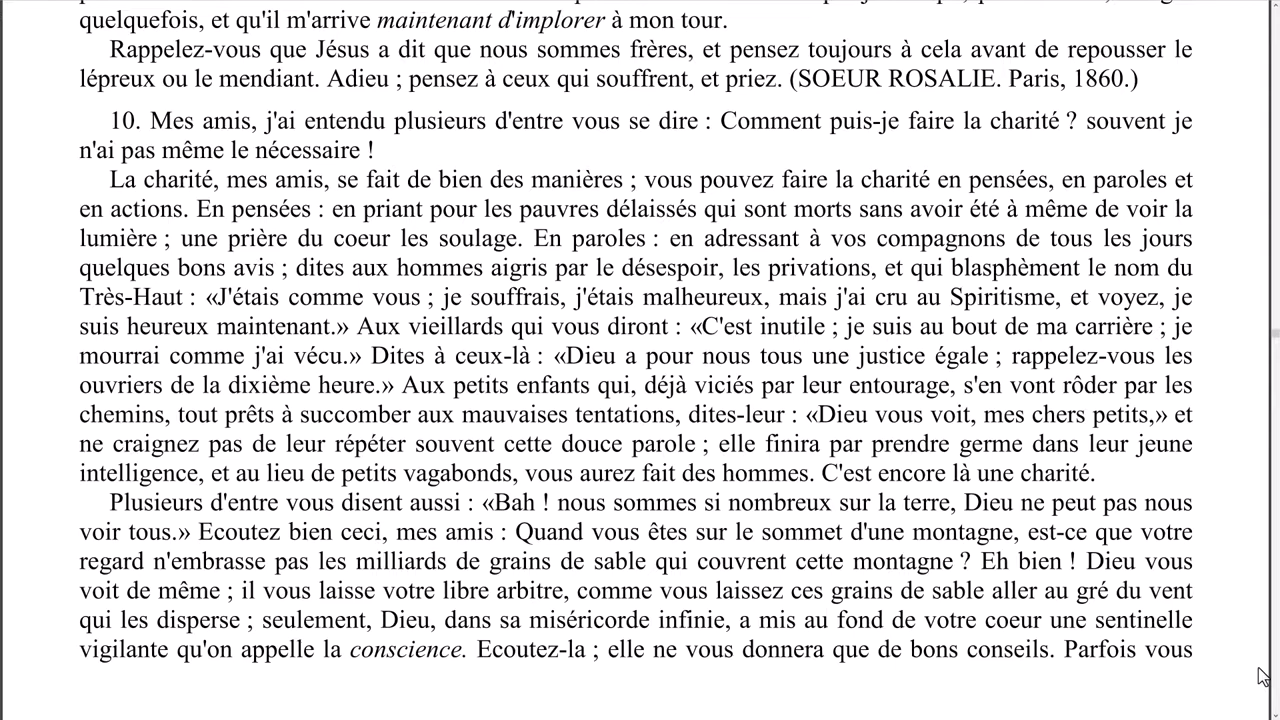 quelquefois, et qu'il m'arrive maintenant d'implorer à mon tour.
Rappelez-vous que Jésus a dit que nous sommes frères, et pensez toujours à cela avant de repousser le
lépreux ou le mendiant. Adieu ; pensez à ceux qui souffrent, et priez. (SOEUR ROSALIE. Paris, 1860.)
10. Mes amis, j'ai entendu plusieurs d'entre vous se dire : Comment puis-je faire la charité ? souvent je
n'ai pas même le nécessaire !
La charité, mes amis, se fait de bien des manières ; vous pouvez faire la charité en pensées, en paroles et
en actions. En pensées : en priant pour les pauvres délaissés qui sont morts sans avoir été à même de voir la
lumière ; une prière du coeur les soulage. En paroles : en adressant à vos compagnons de tous les jours
quelques bons avis ; dites aux hommes aigris par le désespoir, les privations, et qui blasphèment le nom du
Très-Haut : «J'étais comme vous ; je souffrais, j'étais malheureux, mais j'ai cru au Spiritisme, et voyez, je
suis heureux maintenant.» Aux vieillards qui vous diront : «C'est inutile ; je suis au bout de ma carrière ; je
mourrai comme j'ai vécu.» Dites à ceux-là : «Dieu a pour nous tous une justice égale ; rappelez-vous les
ouvriers de la dixième heure.» Aux petits enfants qui, déjà viciés par leur entourage, s'en vont rôder par les
chemins, tout prêts à succomber aux mauvaises tentations, dites-leur : «Dieu vous voit, mes chers petits,» et
ne craignez pas de leur répéter souvent cette douce parole ; elle finira par prendre germe dans leur jeune
intelligence, et au lieu de petits vagabonds, vous aurez fait des hommes. C'est encore là une charité.
Plusieurs d'entre vous disent aussi : «Bah ! nous sommes si nombreux sur la terre, Dieu ne peut pas nous
voir tous.» Ecoutez bien ceci, mes amis : Quand vous êtes sur le sommet d'une montagne, est-ce que votre
regard n'embrasse pas les milliards de grains de sable qui couvrent cette montagne ? Eh bien ! Dieu vous
voit de même ; il vous laisse votre libre arbitre, comme vous laissez ces grains de sable aller au gré du vent
qui les disperse ; seulement, Dieu, dans sa miséricorde infinie, a mis au fond de votre coeur une sentinelle
vigilante qu'on appelle la conscience. Ecoutez-la ; elle ne vous donnera que de bons conseils. Parfois vous